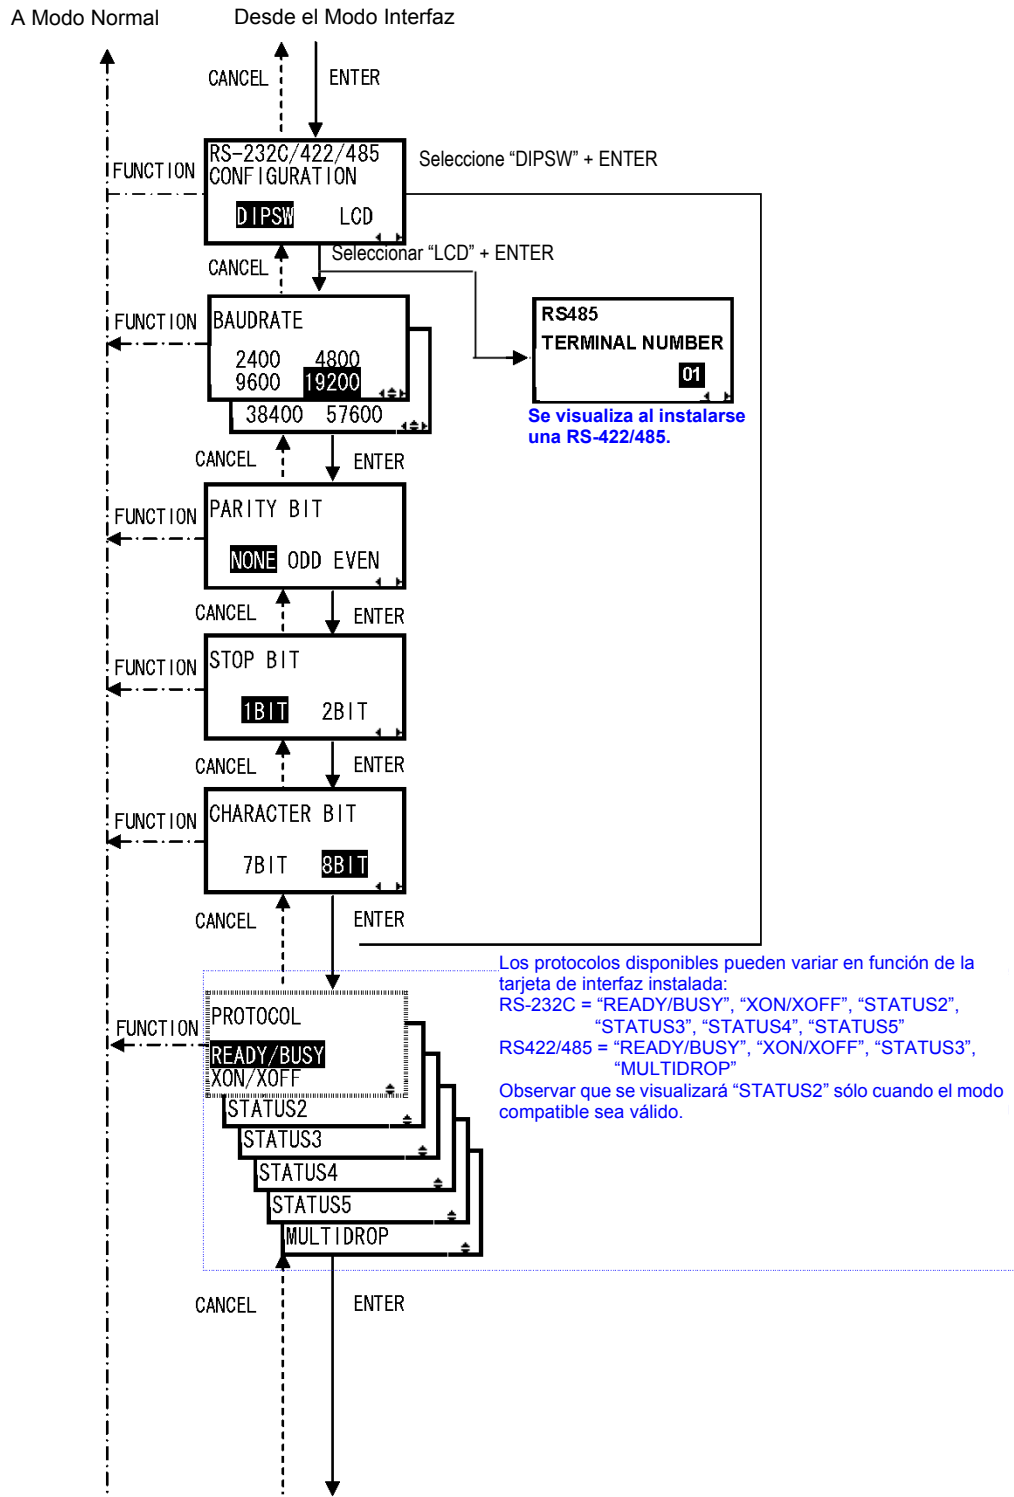 A Modo Normal
Desde el Modo Interfaz
CANCEL
ENTER
FUNCTION
RS-232C/422/485
CONFIGURATION
DIPSW LCD
Seleccione “DIPSW” + ENTER
Seleccionar “LCD” + ENTER
CANCEL
FUNCTION
BAUDRATE
2400 4800
9600 19200
38400 57600
RS485
TERMINAL NUMBER
01
Se visualiza al instalarse
una RS-422/485.
CANCEL
ENTER
FUNCTION
PARITY BIT
NONE ODD EVEN
CANCEL
ENTER
FUNCTION
STOP BIT
1BIT 2BIT
CANCEL
ENTER
FUNCTION
CHARACTER BIT
7BIT 8BIT
CANCEL
ENTER
Los protocolos disponibles pueden variar en función de la
tarjeta de interfaz instalada:
RS-232C = “READY/BUSY”, “XON/XOFF”, “STATUS2”,
“STATUS3”, “STATUS4”, “STATUS5”
RS422/485 = “READY/BUSY”, “XON/XOFF”, “STATUS3”,
“MULTIDROP”
Observar que se visualizará “STATUS2” sólo cuando el modo
compatible sea válido.
FUNCTION
PROTOCOL
READY/BUSY
XON/XOFF
STATUS2
STATUS3
STATUS4
STATUS5
MULTIDROP
CANCEL
ENTER